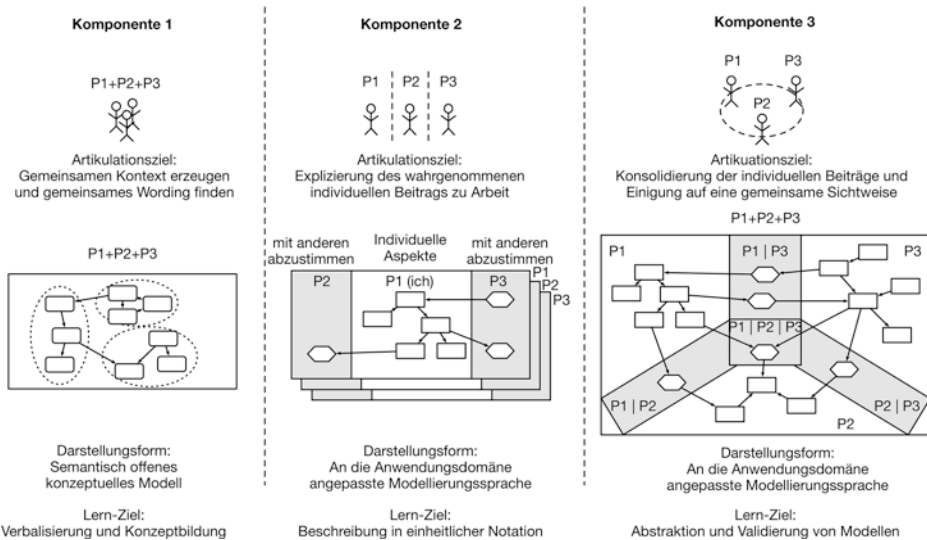 Komponente 1
P1+P2+P3
Artikulationsziel:
Gemeinsamen Kontext erzeugen
und gemeinsames Wording finden
P1+P2+P3
Darstellungsform:
Semantisch offenes
konzeptuelles Modell
Lern-Ziel:
Verbalisierung und Konzeptbildung
Komponente 2
P1 P2 P3
Artikulationsziel:
Explizierung des wahrgenommenen
individuellen Beitrags zu Arbeit
mit anderen
abzustimmen
Individuelle
Aspekte
mit anderen
abzustimmen
P2
P1 (ich)
P3
P1
P2
P3
Darstellungsform:
An die Anwendungsdomäne
angepasste Modellierungssprache
Lern-Ziel:
Beschreibung in einheitlicher Notation
Komponente 3
P1 P3
P2
Artikuationsziel:
Konsolidierung der individuellen Beiträge und
Einigung auf eine gemeinsame Sichtweise
P1+P2+P3
P1
P1 | P3
P3
P1 | P2 | P3
P1 | P2
P2 | P3
P2
Darstellungsform:
An die Anwendungsdomäne
angepasste Modellierungssprache
Lern-Ziel:
Abstraktion und Validierung von Modellen